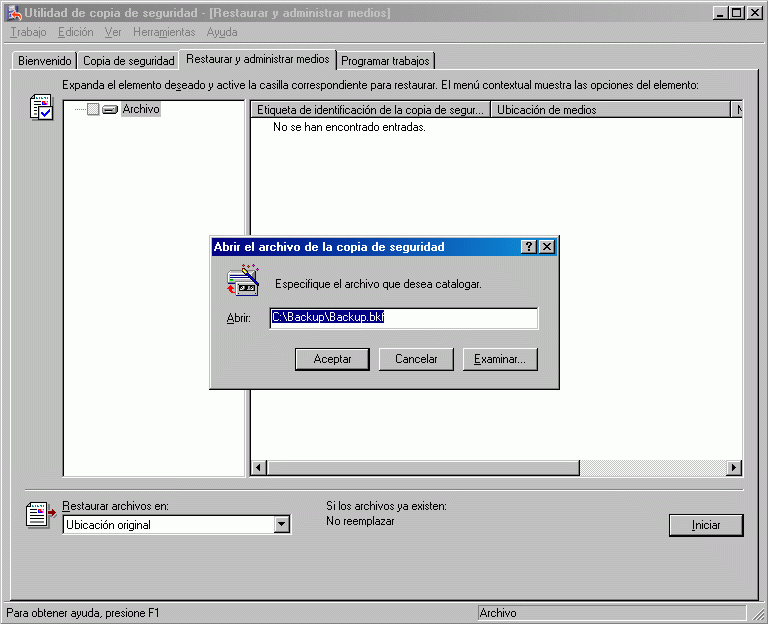 Utilidad de copia de seguridad - [Restaurar y administrar medios]
Trabajo Edición Ver Herramientas Ayuda
Bienvenido Copia de seguridad Restaurar y administrar medios Programar trabajos
Expanda el elemento deseado y active la casilla correspondiente para restaurar. El menú contextual muestra las opciones del elemento:
Archivo
Etiqueta de identificación de la copia de segur... Ubicación de medios
No se han encontrado entradas.
Abrir el archivo de la copia de seguridad
Especifique el archivo que desea catalogar.
Abrir: C:\Backup\Backup.bkf
Aceptar Cancelar Examinar...
Restaurar archivos en:
Ubicación original
Si los archivos ya existen:
No reemplazar
Iniciar
Para obtener ayuda, presione F1 Archivo